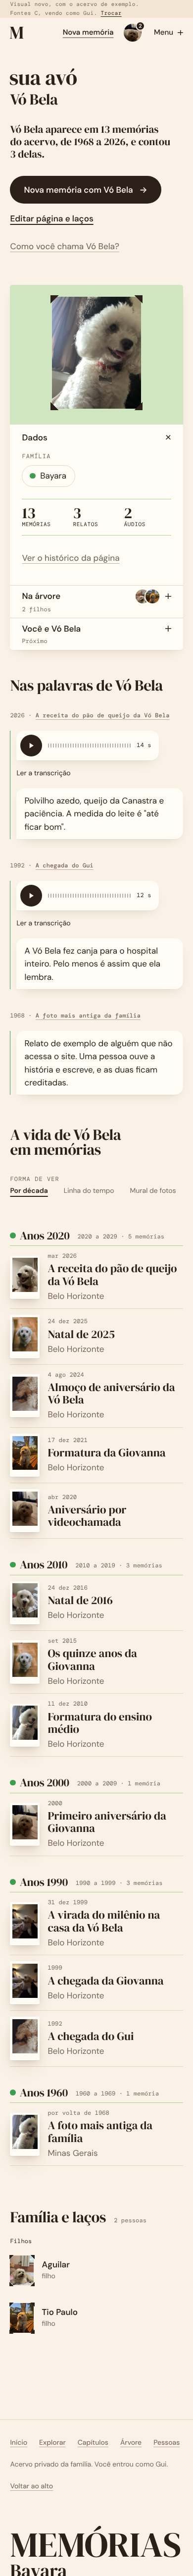 Visual novo, com o acervo de exemplo.
Fontes C, vendo como Gui. Trocar
M
Nova memória
2
Menu +
sua avó
Vó Bela
Vó Bela aparece em 13 memórias
do acervo, de 1968 a 2026, e contou
3 delas.
Nova memória com Vó Bela →
Editar página e laços
Como você chama Vó Bela?
Dados ×
FAMÍLIA
Bayara
13 3 2
MEMÓRIAS RELATOS ÁUDIOS
Ver o histórico da página
Na árvore +
2 filhos
Você e Vó Bela +
Próximo
Nas palavras de Vó Bela
2026 · A receita do pão de queijo da Vó Bela
14 s
Ler a transcrição
Polvilho azedo, queijo da Canastra e
paciência. A medida do leite é "até
ficar bom".
1992 · A chegada do Gui
12 s
Ler a transcrição
A Vó Bela fez canja para o hospital
inteiro. Pelo menos é assim que ela
lembra.
1968 · A foto mais antiga da família
Relato de exemplo de alguém que não
acessa o site. Uma pessoa ouve a
história e escreve, e as duas ficam
creditadas.
A vida de Vó Bela
em memórias
FORMA DE VER
Por década Linha do tempo Mural de fotos
Anos 2020 2020 a 2029 · 5 memórias
mar 2026
A receita do pão de queijo
da Vó Bela
Belo Horizonte
24 dez 2025
Natal de 2025
Belo Horizonte
4 ago 2024
Almoço de aniversário da
Vó Bela
Belo Horizonte
17 dez 2021
Formatura da Giovanna
Belo Horizonte
abr 2020
Aniversário por
videochamada
Anos 2010 2010 a 2019 · 3 memórias
24 dez 2016
Natal de 2016
Belo Horizonte
set 2015
Os quinze anos da
Giovanna
Belo Horizonte
11 dez 2010
Formatura do ensino
médio
Belo Horizonte
Anos 2000 2000 a 2009 · 1 memória
2000
Primeiro aniversário da
Giovanna
Belo Horizonte
Anos 1990 1990 a 1999 · 3 memórias
31 dez 1999
A virada do milênio na
casa da Vó Bela
Belo Horizonte
1999
A chegada da Giovanna
Belo Horizonte
1992
A chegada do Gui
Belo Horizonte
Anos 1960 1960 a 1969 · 1 memória
por volta de 1968
A foto mais antiga da
família
Minas Gerais
Família e laços 2 pessoas
Filhos
Aguilar
filho
Tio Paulo
filho
Início Explorar Capítulos Árvore Pessoas
Acervo privado da família. Você entrou como Gui.
Voltar ao alto
MEMÓRIAS
Bayara